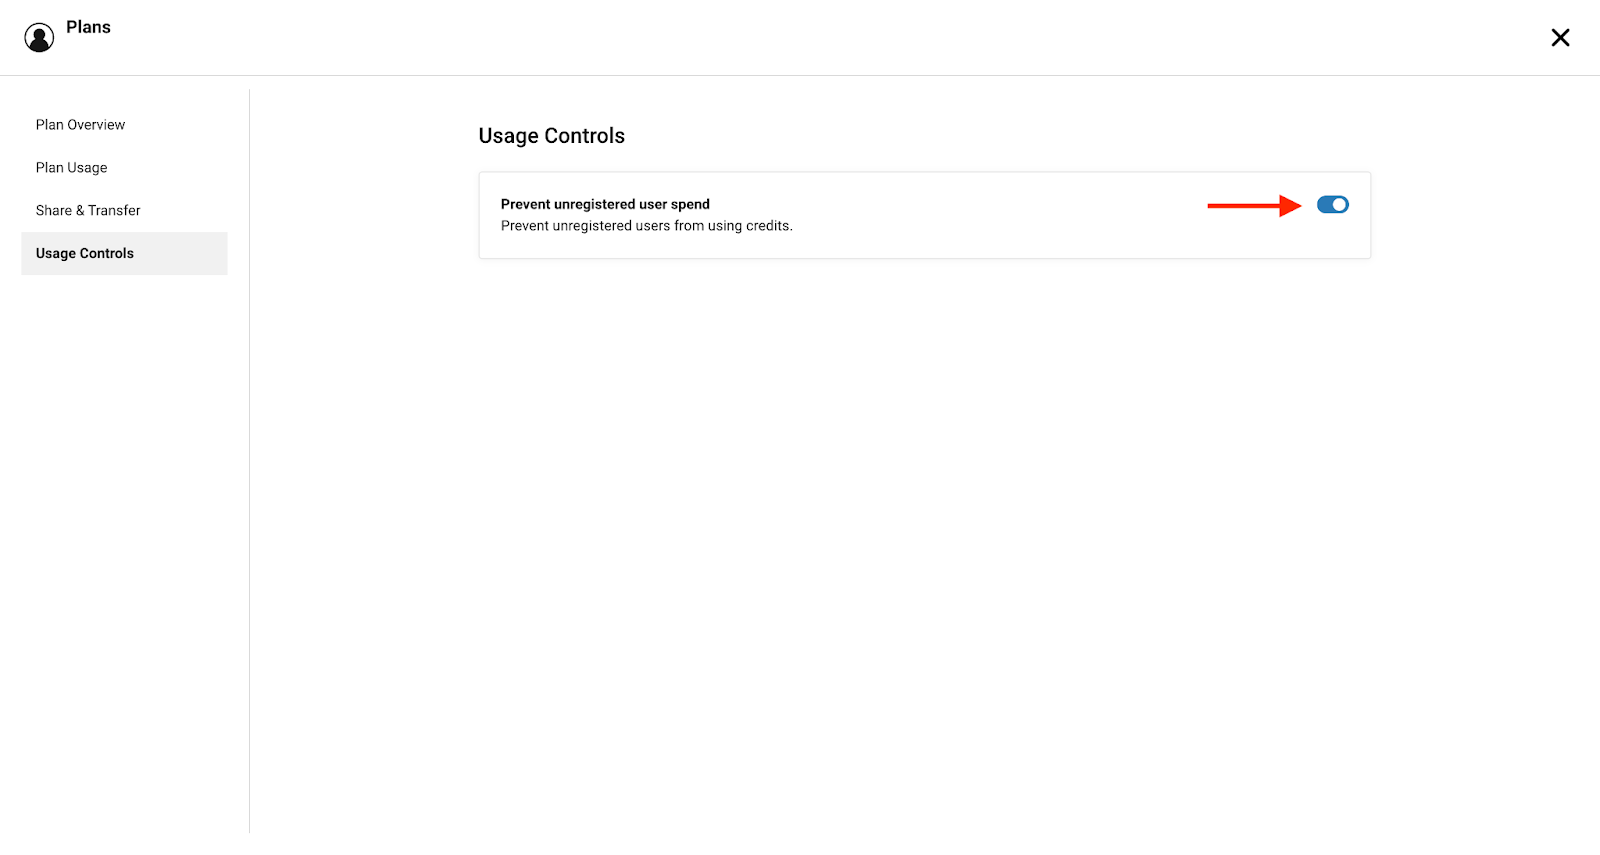 Plans
Plan Overview
Plan Usage
Share & Transfer
Usage Controls
Usage Controls
Prevent unregistered user spend
Prevent unregistered users from using credits.